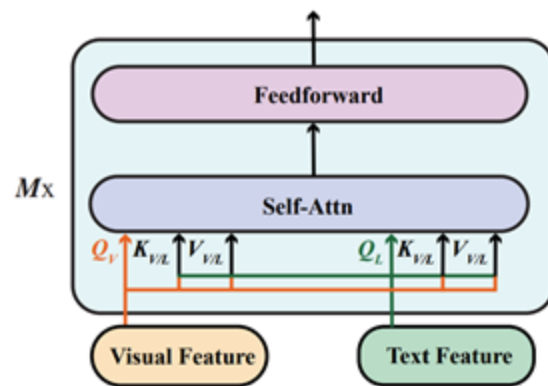 Feedforward
Mx
Self-Attn
Q_V K_V/L V_V/L Q_L K_V/L V_V/L
Visual Feature Text Feature